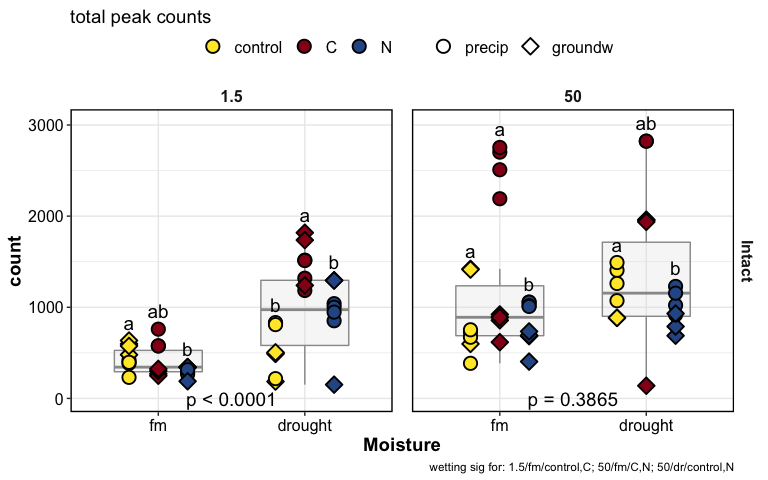 total peak counts
control C N precip groundw
1.5 50
3000
2000
1000
0
count
a ab b b a b
a a b a ab b
p < 0.0001 p = 0.3865
Intact
fm drought fm drought
Moisture
wetting sig for: 1.5/fm/control,C; 50/fm/C,N; 50/dr/control,N